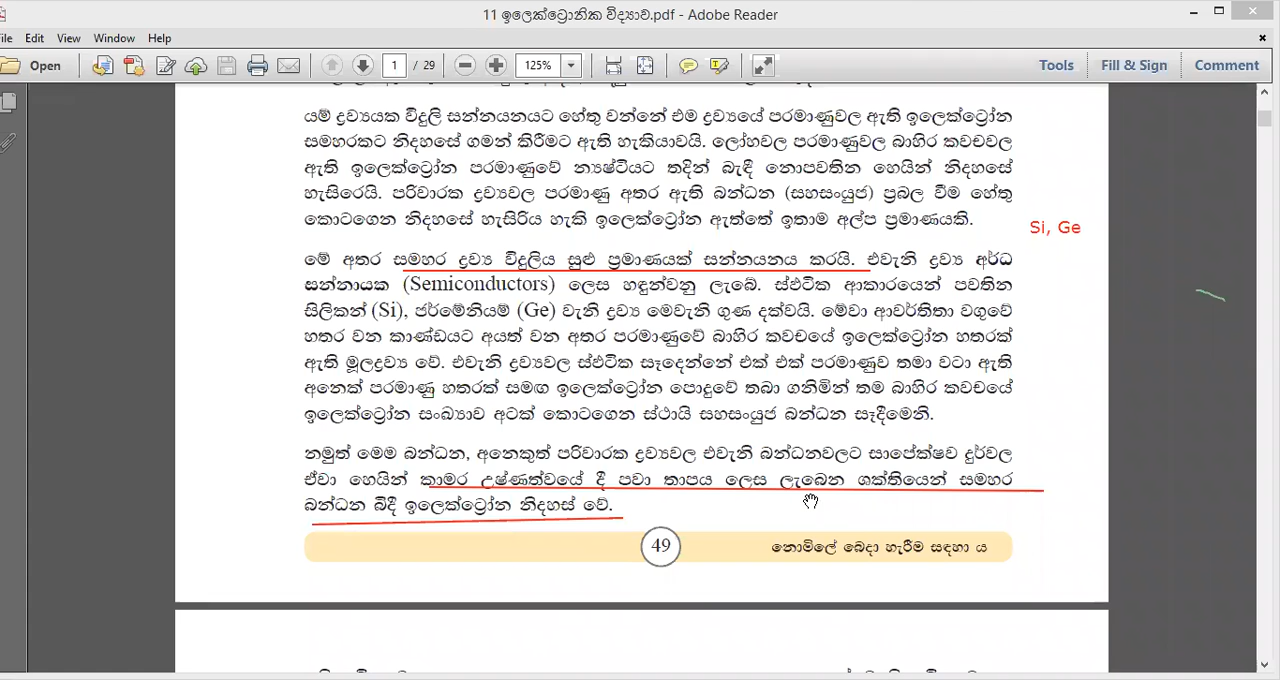 11 ඉලෙක්ට්‍රොනික විද්‍යාව.pdf - Adobe Reader
ile Edit View Window Help
Open 1 / 29 125% Tools Fill & Sign Comment
යම් ද්‍රව්‍යයක විදුලි සන්නයනයට හේතු වන්නේ එම ද්‍රව්‍යයේ පරමාණුවල ඇති ඉලෙක්ට්‍රෝන
සමහරකට නිදහසේ ගමන් කිරීමට ඇති හැකියාවයි. ලෝහවල පරමාණුවල බාහිර කවචවල
ඇති ඉලෙක්ට්‍රෝන පරමාණුවේ න්‍යෂ්ටියට තදින් බැඳී නොපවතින හෙයින් නිදහසේ
හැසිරෙයි. පරිවාරක ද්‍රව්‍යවල පරමාණු අතර ඇති බන්ධන (සහසංයුජ) ප්‍රබල වීම හේතු
කොටගෙන නිදහසේ හැසිරිය හැකි ඉලෙක්ට්‍රෝන ඇත්තේ ඉතාම අල්ප ප්‍රමාණයකි.
Si, Ge
මේ අතර සමහර ද්‍රව්‍ය විදුලිය සුළු ප්‍රමාණයක් සන්නයනය කරයි. එවැනි ද්‍රව්‍ය අර්ධ
සන්නායක (Semiconductors) ලෙස හඳුන්වනු ලැබේ. ස්ඵටික ආකාරයෙන් පවතින
සිලිකන් (Si), ජර්මේනියම් (Ge) වැනි ද්‍රව්‍ය මෙවැනි ගුණ දක්වයි. මේවා ආවර්තිතා වගුවේ
හතර වන කාණ්ඩයට අයත් වන අතර පරමාණුවේ බාහිර කවචයේ ඉලෙක්ට්‍රෝන හතරක්
ඇති මූලද්‍රව්‍ය වේ. එවැනි ද්‍රව්‍යවල ස්ඵටික සෑදෙන්නේ එක් එක් පරමාණුව තමා වටා ඇති
අනෙක් පරමාණු හතරක් සමඟ ඉලෙක්ට්‍රෝන පොදුවේ තබා ගනිමින් තම බාහිර කවචයේ
ඉලෙක්ට්‍රෝන සංඛ්‍යාව අටක් කොටගෙන ස්ථායි සහසංයුජ බන්ධන සෑදීමෙනි.
නමුත් මෙම බන්ධන, අනෙකුත් පරිවාරක ද්‍රව්‍යවල එවැනි බන්ධනවලට සාපේක්ෂව දුර්වල
ඒවා හෙයින් කාමර උෂ්ණත්වයේ දී පවා තාපය ලෙස ලැබෙන ශක්තියෙන් සමහර
බන්ධන බිදී ඉලෙක්ට්‍රෝන නිදහස් වේ.
49 නොමිලේ බෙදා හැරීම සඳහා ය